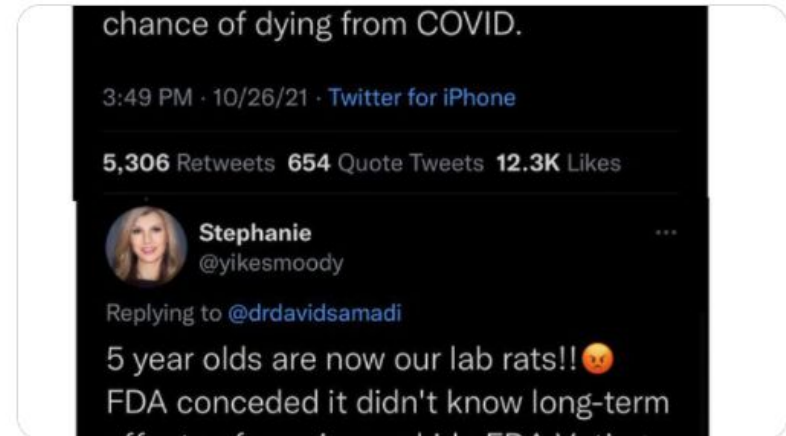 chance of dying from COVID.
3:49 PM · 10/26/21 · Twitter for iPhone
5,306 Retweets 654 Quote Tweets 12.3K Likes
Stephanie
@yikesmoody
Replying to @drdavidsamadi
5 year olds are now our lab rats!!😡
FDA conceded it didn't know long-term